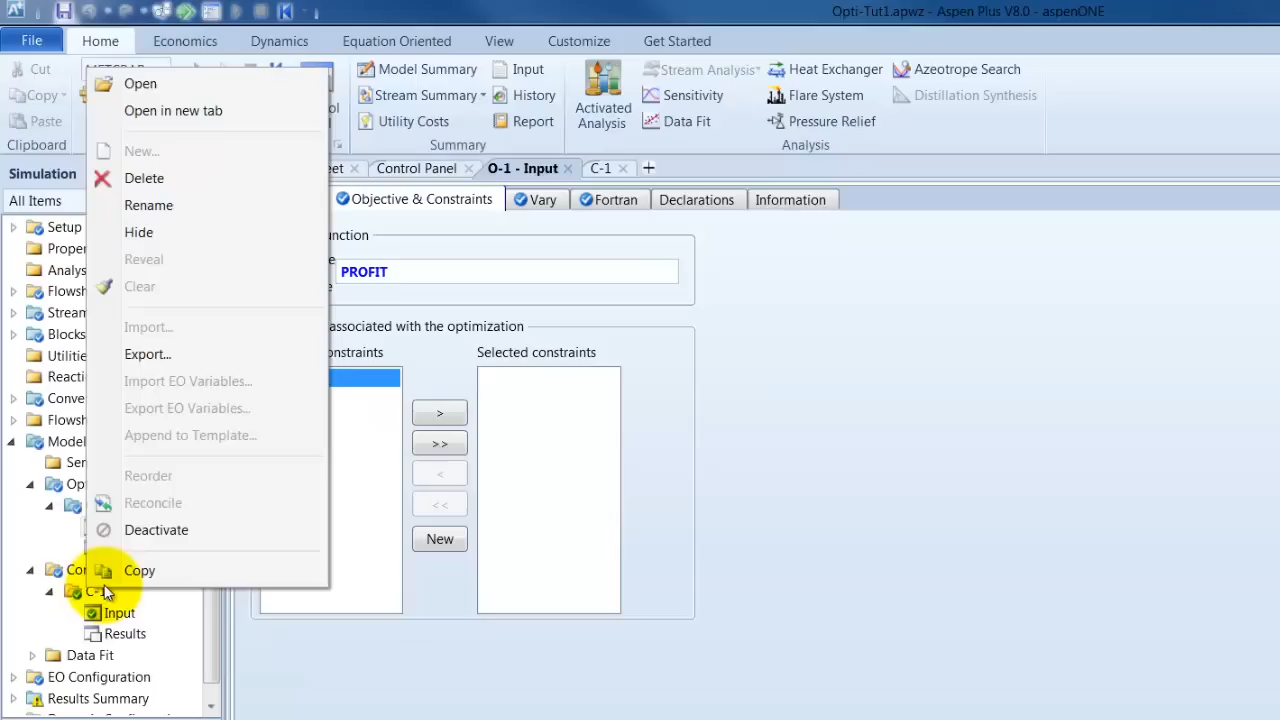 Opti-Tut1.apwz - Aspen Plus V8.0 - aspenONE
File Home Economics Dynamics Equation Oriented View Customize Get Started
Cut
Copy
Paste
Clipboard
Model Summary
Stream Summary
Utility Costs
Input
History
Report
Summary
Activated
Analysis
Stream Analysis
Sensitivity
Data Fit
Heat Exchanger
Flare System
Pressure Relief
Azeotrope Search
Distillation Synthesis
Analysis
Simulation
All Items
Control Panel
O-1 - Input
C-1
+
Objective & Constraints
Vary
Fortran
Declarations
Information
Setup
Proper
Analys
Flowsh
Stream
Blocks
Utilitie
Reacti
Conve
Flowsh
Model
Sen
Opt
Con
C-1
Input
Results
Data Fit
EO Configuration
Results Summary
Open
Open in new tab
New...
Delete
Rename
Hide
Reveal
Clear
Import...
Export...
Import EO Variables...
Export EO Variables...
Append to Template...
Reorder
Reconcile
Deactivate
Copy
unction
PROFIT
associated with the optimization
onstraints
Selected constraints
>
>>
<
<<
New